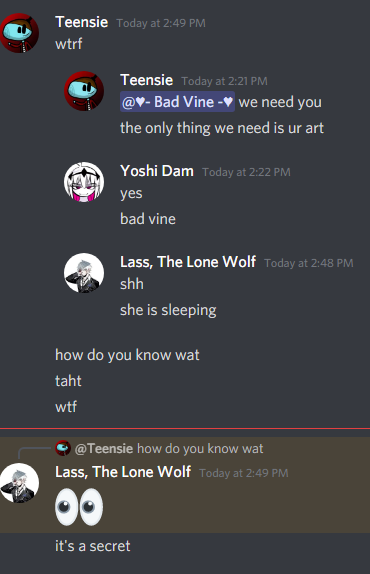 Teensie Today at 2:49 PM
wtrf
Teensie Today at 2:21 PM
@♥- Bad Vine -♥ we need you
the only thing we need is ur art
Yoshi Dam Today at 2:22 PM
yes
bad vine
Lass, The Lone Wolf Today at 2:48 PM
shh
she is sleeping
how do you know wat
taht
wtf
@Teensie how do you know wat
Lass, The Lone Wolf Today at 2:49 PM
👀
it's a secret